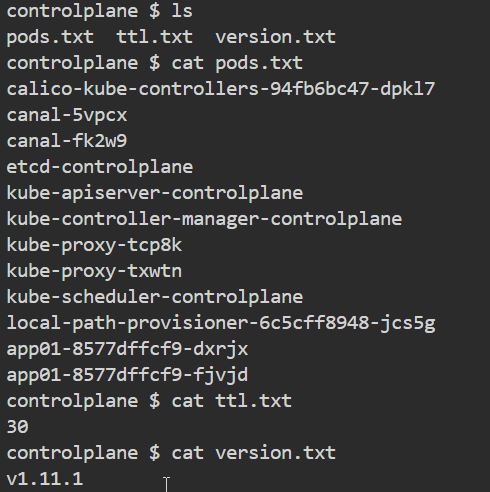 controlplane $ ls
pods.txt  ttl.txt  version.txt
controlplane $ cat pods.txt
calico-kube-controllers-94fb6bc47-dpkl7
canal-5vpcx
canal-fk2w9
etcd-controlplane
kube-apiserver-controlplane
kube-controller-manager-controlplane
kube-proxy-tcp8k
kube-proxy-txwtn
kube-scheduler-controlplane
local-path-provisioner-6c5cff8948-jcs5g
app01-8577dffcf9-dxrjx
app01-8577dffcf9-fjvjd
controlplane $ cat ttl.txt
30
controlplane $ cat version.txt
v1.11.1